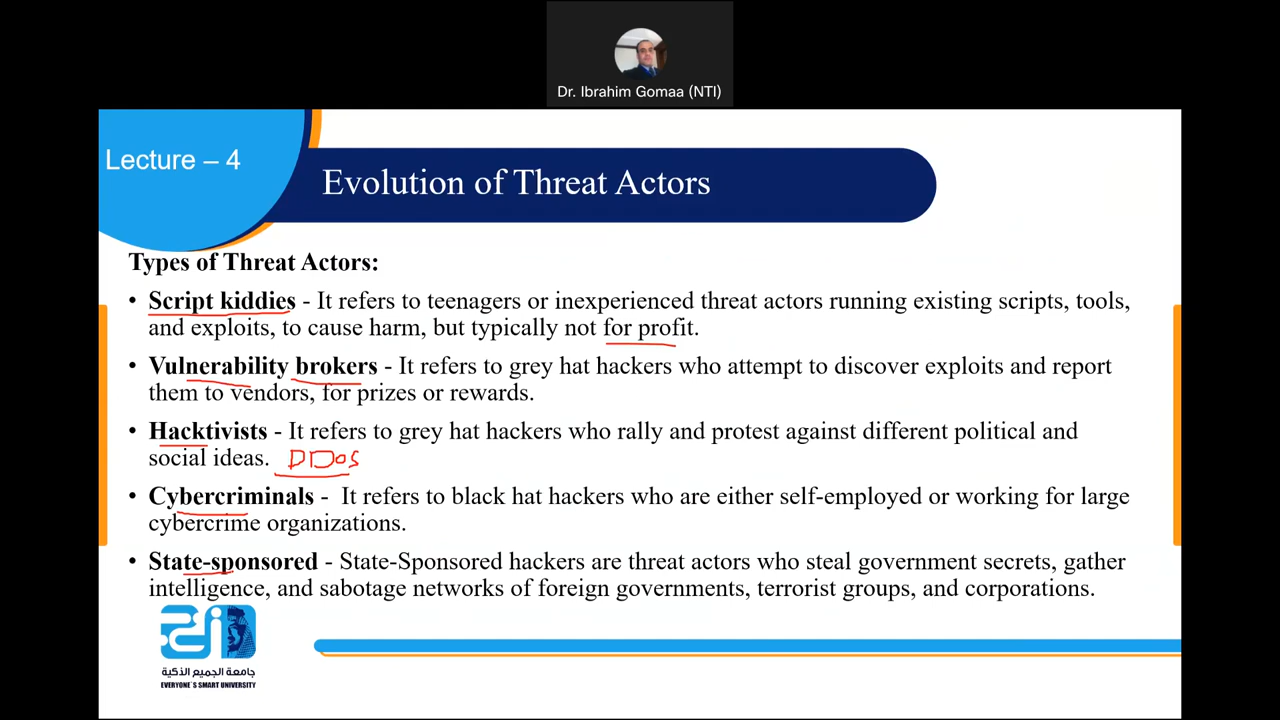 Dr. Ibrahim Gomaa (NTI)
Lecture – 4
Evolution of Threat Actors
Types of Threat Actors:
• Script kiddies - It refers to teenagers or inexperienced threat actors running existing scripts, tools,
and exploits, to cause harm, but typically not for profit.
• Vulnerability brokers - It refers to grey hat hackers who attempt to discover exploits and report
them to vendors, for prizes or rewards.
• Hacktivists - It refers to grey hat hackers who rally and protest against different political and
social ideas. DDoS
• Cybercriminals - It refers to black hat hackers who are either self-employed or working for large
cybercrime organizations.
• State-sponsored - State-Sponsored hackers are threat actors who steal government secrets, gather
intelligence, and sabotage networks of foreign governments, terrorist groups, and corporations.
جامعة الجميع الذكية
EVERYONE`S SMART UNIVERSITY